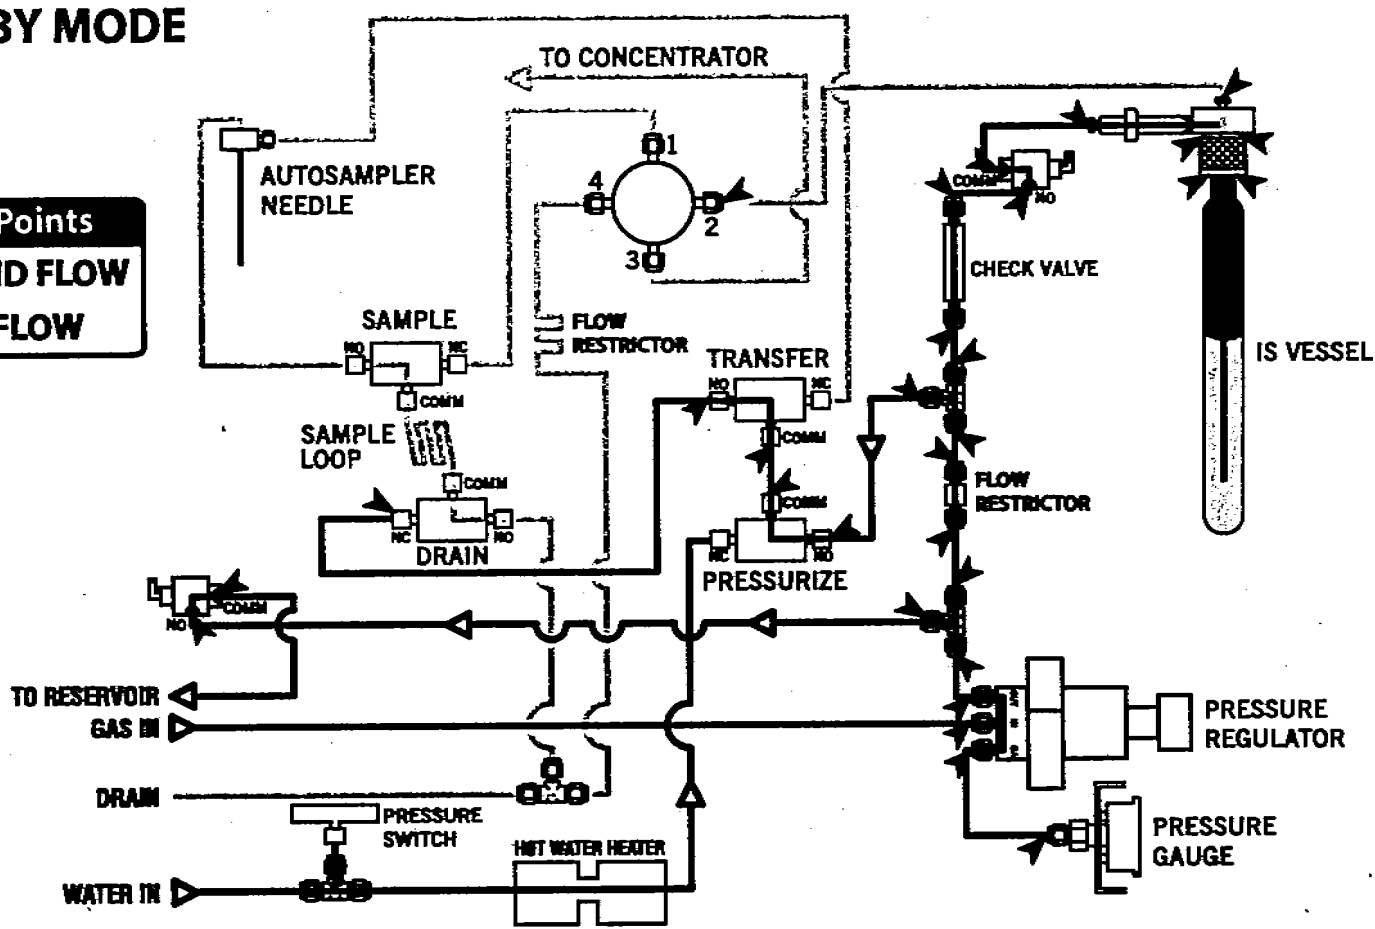 BY MODE
TO CONCENTRATOR
1
AUTOSAMPLER
NEEDLE
4
2
3
COMM
NO
Points
ID FLOW
FLOW
CHECK VALVE
SAMPLE
NO
NC
COMM
FLOW
RESTRICTOR
TRANSFER
NO
NC
COMM
IS VESSEL
SAMPLE
LOOP
COMM
NC
NO
DRAIN
COMM
NC
NO
PRESSURIZE
FLOW
RESTRICTOR
COMM
NO
TO RESERVOIR
GAS IN
OUT
IN
PRESSURE
REGULATOR
DRAIN
PRESSURE
SWITCH
HOT WATER HEATER
PRESSURE
GAUGE
WATER IN